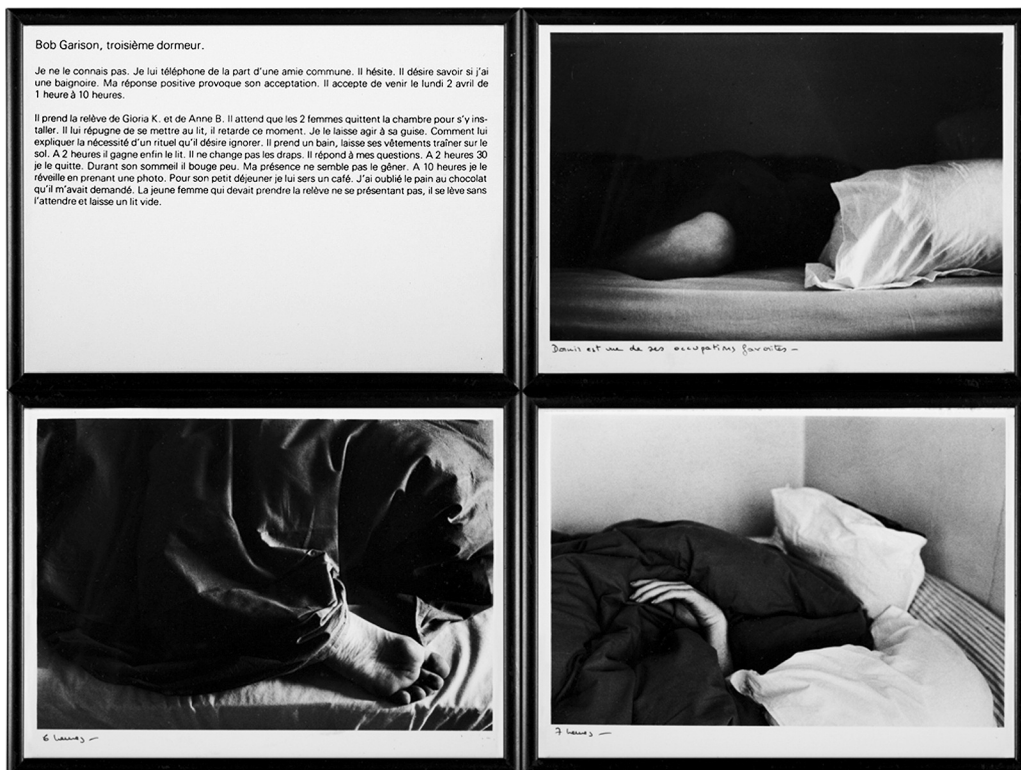 Bob Garison, troisième dormeur.
Je ne le connais pas. Je lui téléphone de la part d'une amie commune. Il hésite. Il désire savoir si j'ai
une baignoire. Ma réponse positive provoque son acceptation. Il accepte de venir le lundi 2 avril de
1 heure à 10 heures.
Il prend la relève de Gloria K. et de Anne B. Il attend que les 2 femmes quittent la chambre pour s'y ins-
taller. Il lui répugne de se mettre au lit, il retarde ce moment. Je le laisse agir à sa guise. Comment lui
expliquer la nécessité d'un rituel qu'il désire ignorer. Il prend un bain, laisse ses vêtements traîner sur le
sol. A 2 heures il gagne enfin le lit. Il ne change pas les draps. Il répond à mes questions. A 2 heures 30
je le quitte. Durant son sommeil il bouge peu. Ma présence ne semble pas le gêner. A 10 heures je le
réveille en prenant une photo. Pour son petit déjeuner je lui sers un café. J'ai oublié le pain au chocolat
qu'il m'avait demandé. La jeune femme qui devait prendre la relève ne se présentant pas, il se lève sans
l'attendre et laisse un lit vide.
Dormir est une de ses occupations favorites –
6 heures –
7 heures –